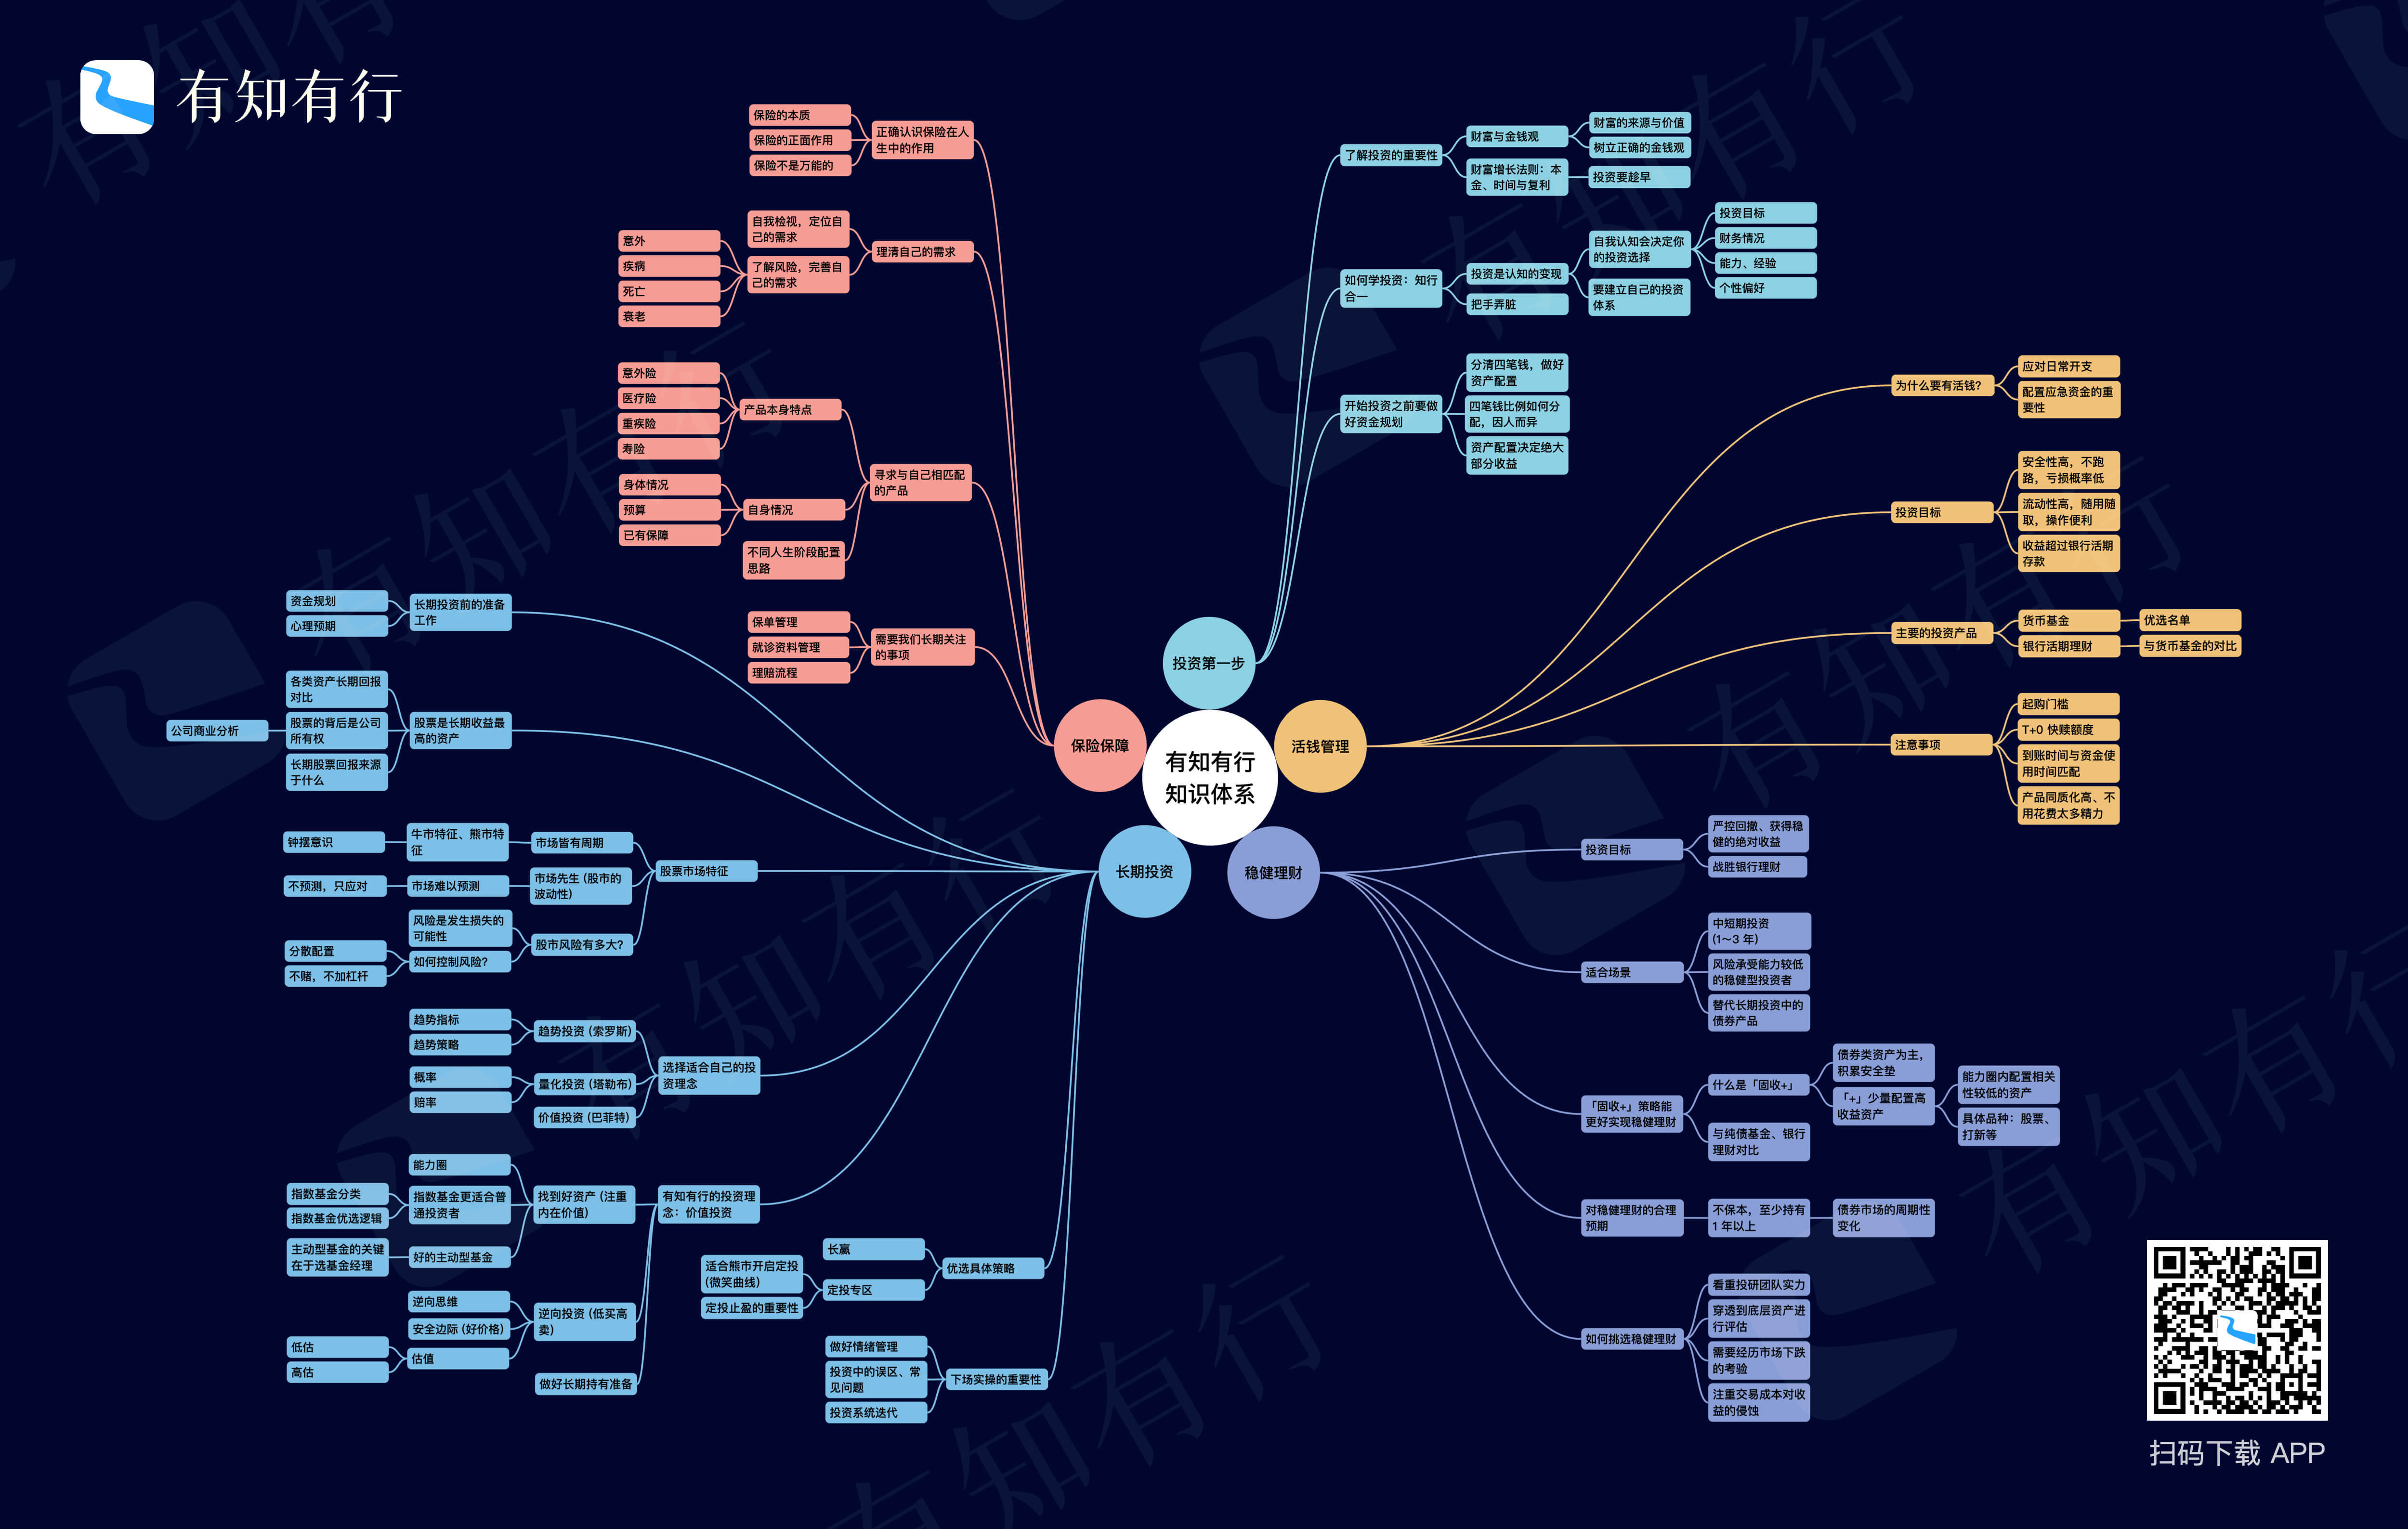 有知有行
保险的本质
保险的正面作用
保险不是万能的
正确认识保险在人
生中的作用
自我检视，定位自
己的需求
了解风险，完善自
己的需求
理清自己的需求
意外
疾病
死亡
衰老
意外险
医疗险
重疾险
寿险
产品本身特点
身体情况
预算
已有保障
自身情况
不同人生阶段配置
思路
寻求与自己相匹配
的产品
保单管理
就诊资料管理
理赔流程
需要我们长期关注
的事项
保险保障
了解投资的重要性
财富与金钱观
财富的来源与价值
树立正确的金钱观
财富增长法则：本
金、时间与复利
投资要趁早
如何学投资：知行
合一
投资是认知的变现
把手弄脏
自我认知会决定你
的投资选择
要建立自己的投资
体系
投资目标
财务情况
能力、经验
个性偏好
开始投资之前要做
好资金规划
分清四笔钱，做好
资产配置
四笔钱比例如何分
配，因人而异
资产配置决定绝大
部分收益
投资第一步
有知有行
知识体系
活钱管理
为什么要有活钱？
应对日常开支
配置应急资金的重
要性
投资目标
安全性高，不跑
路，亏损概率低
流动性高，随用随
取，操作便利
收益超过银行活期
存款
主要的投资产品
货币基金
优选名单
银行活期理财
与货币基金的对比
注意事项
起购门槛
T+0 快赎额度
到账时间与资金使
用时间匹配
产品同质化高、不
用花费太多精力
稳健理财
投资目标
严控回撤、获得稳
健的绝对收益
战胜银行理财
适合场景
中短期投资
(1～3 年)
风险承受能力较低
的稳健型投资者
替代长期投资中的
债券产品
「固收+」策略能
更好实现稳健理财
什么是「固收+」
债券类资产为主，
积累安全垫
「+」少量配置高
收益资产
能力圈内配置相关
性较低的资产
具体品种：股票、
打新等
与纯债基金、银行
理财对比
对稳健理财的合理
预期
不保本，至少持有
1 年以上
债券市场的周期性
变化
如何挑选稳健理财
看重投研团队实力
穿透到底层资产进
行评估
需要经历市场下跌
的考验
注重交易成本对收
益的侵蚀
长期投资
资金规划
心理预期
长期投资前的准备
工作
各类资产长期回报
对比
公司商业分析
股票的背后是公司
所有权
长期股票回报来源
于什么
股票是长期收益最
高的资产
钟摆意识
牛市特征、熊市特
征
市场皆有周期
不预测，只应对
市场难以预测
市场先生 (股市的
波动性)
股票市场特征
风险是发生损失的
可能性
分散配置
不赌，不加杠杆
如何控制风险？
股市风险有多大？
趋势指标
趋势策略
趋势投资 (索罗斯)
概率
赔率
量化投资 (塔勒布)
价值投资 (巴菲特)
选择适合自己的投
资理念
能力圈
指数基金分类
指数基金优选逻辑
指数基金更适合普
通投资者
主动型基金的关键
在于选基金经理
好的主动型基金
找到好资产 (注重
内在价值)
有知有行的投资理
念：价值投资
逆向思维
安全边际 (好价格)
低估
高估
估值
逆向投资 (低买高
卖)
做好长期持有准备
长赢
适合熊市开启定投
(微笑曲线)
定投止盈的重要性
定投专区
优选具体策略
做好情绪管理
投资中的误区、常
见问题
投资系统迭代
下场实操的重要性
扫码下载 APP